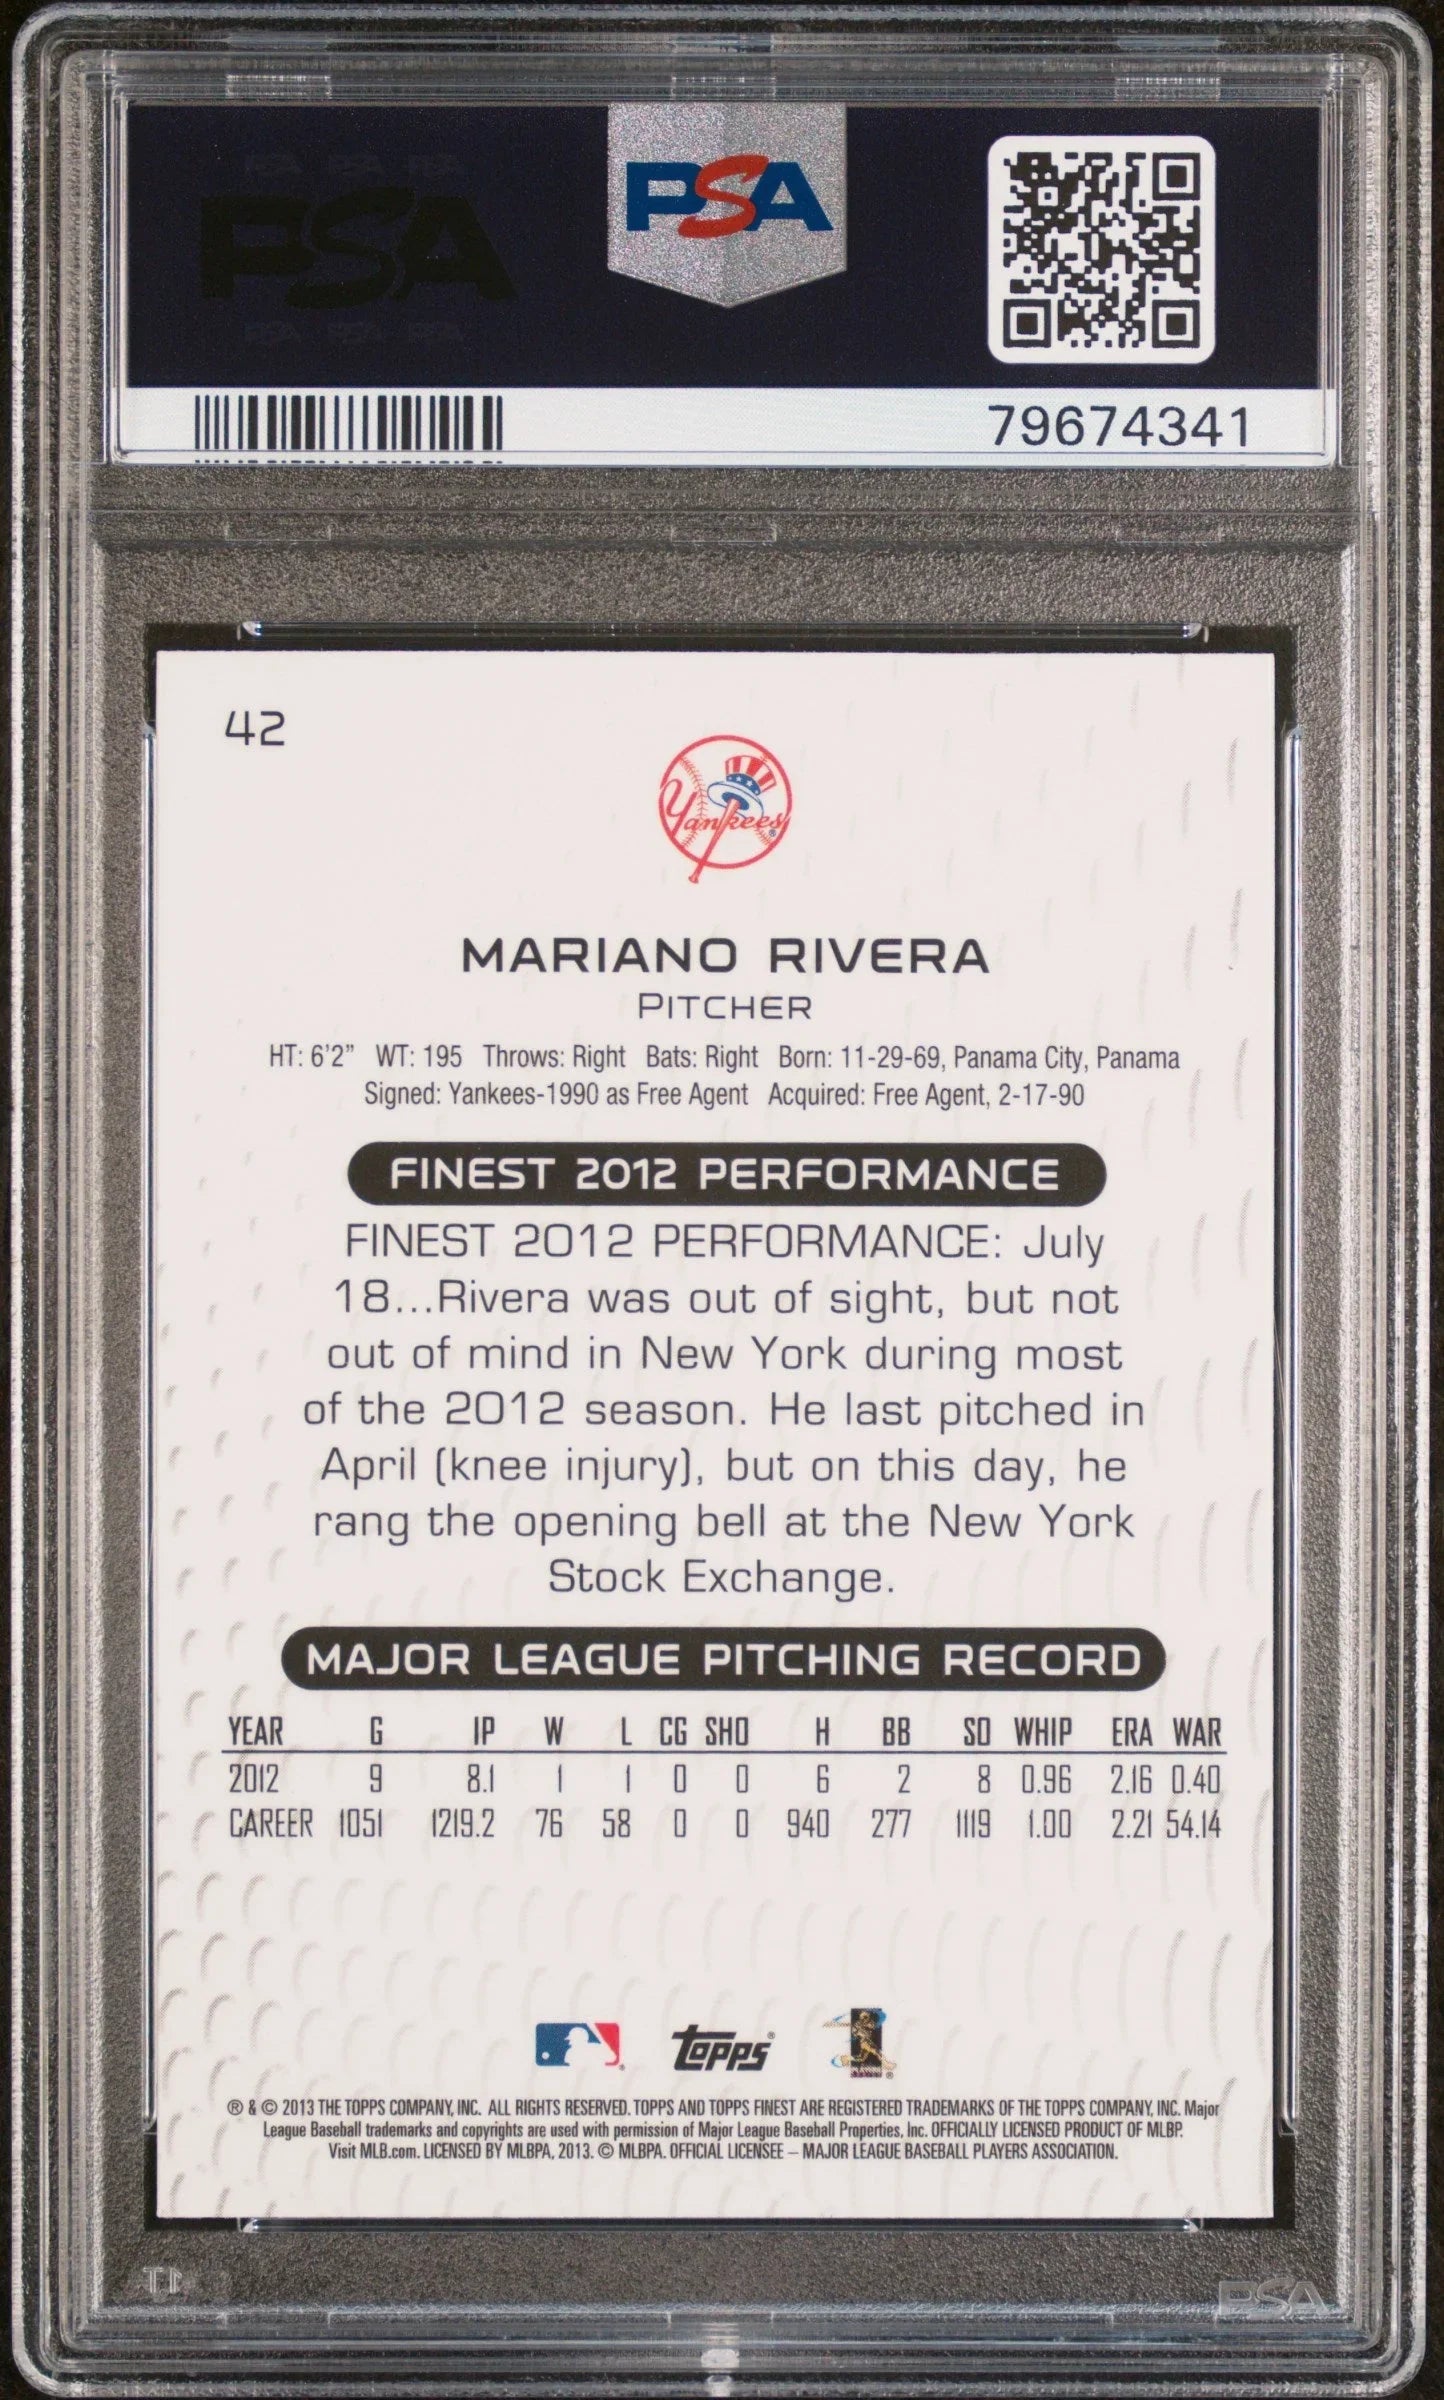 PSA
PSA
79674341
42
Yankees
MARIANO RIVERA
PITCHER
HT: 6'2" WT: 195 Throws: Right Bats: Right Born: 11-29-69, Panama City, Panama
Signed: Yankees-1990 as Free Agent Acquired: Free Agent, 2-17-90
FINEST 2012 PERFORMANCE
FINEST 2012 PERFORMANCE: July
18...Rivera was out of sight, but not
out of mind in New York during most
of the 2012 season. He last pitched in
April (knee injury), but on this day, he
rang the opening bell at the New York
Stock Exchange.
MAJOR LEAGUE PITCHING RECORD
YEAR G IP W L CG SHO H BB SO WHIP ERA WAR
2012 9 8.1 1 1 0 0 6 2 8 0.96 2.16 0.40
CAREER 1051 1219.2 76 58 0 0 940 277 1119 1.00 2.21 54.14
Topps
® & © 2013 THE TOPPS COMPANY, INC. ALL RIGHTS RESERVED. TOPPS AND TOPPS FINEST ARE REGISTERED TRADEMARKS OF THE TOPPS COMPANY, INC. Major
League Baseball trademarks and copyrights are used with permission of Major League Baseball Properties, Inc. OFFICIALLY LICENSED PRODUCT OF MLBP.
Visit MLB.com. LICENSED BY MLBPA, 2013. © MLBPA. OFFICIAL LICENSEE – MAJOR LEAGUE BASEBALL PLAYERS ASSOCIATION.
PSA